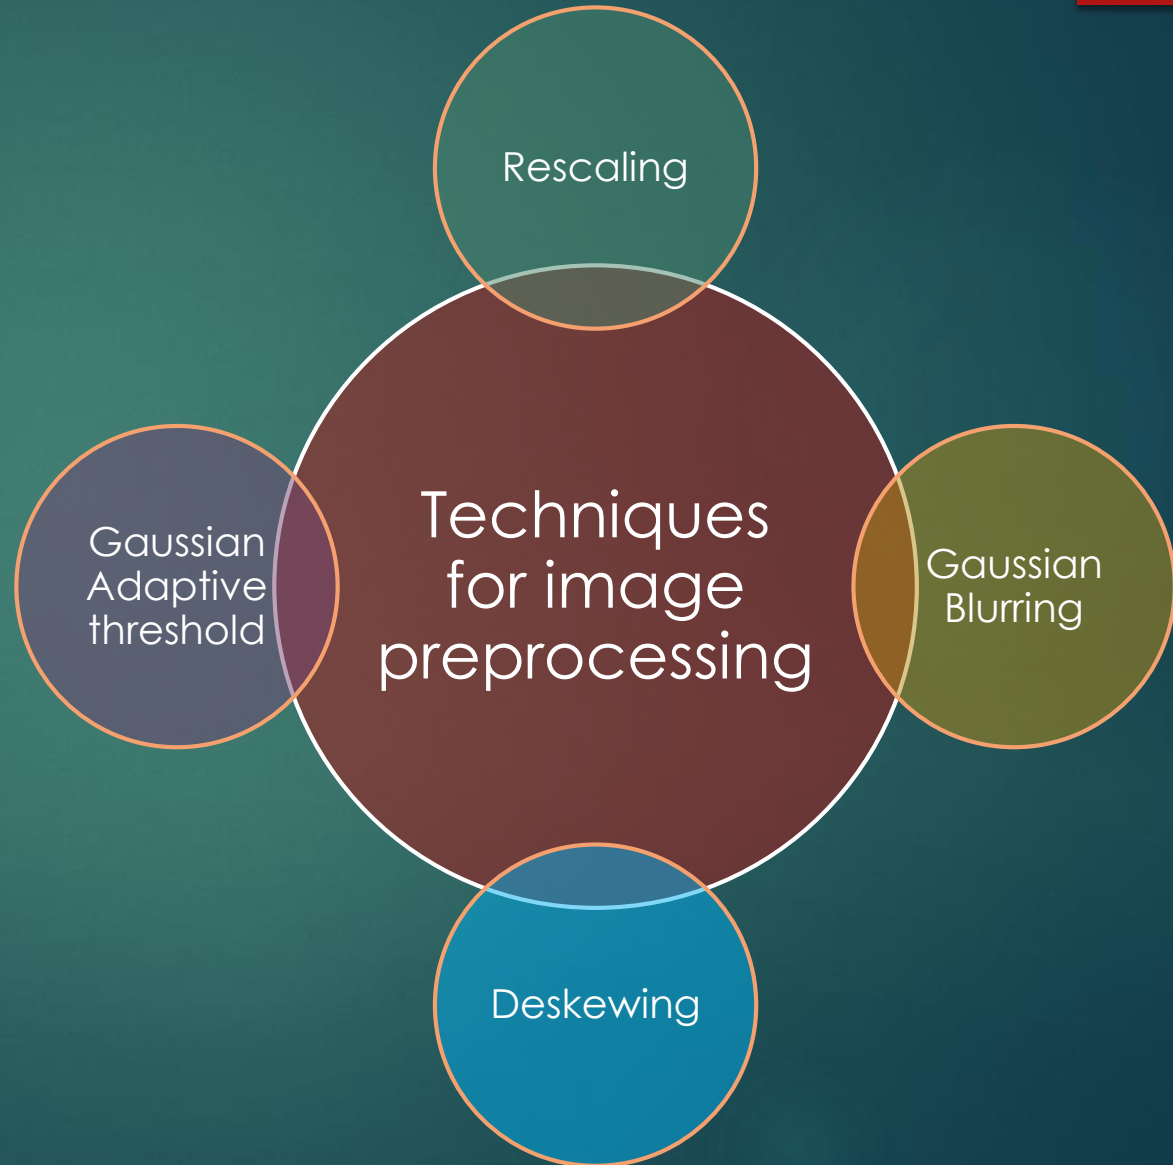 Rescaling
Techniques
for image
preprocessing
Gaussian
Adaptive
threshold
Gaussian
Blurring
Deskewing